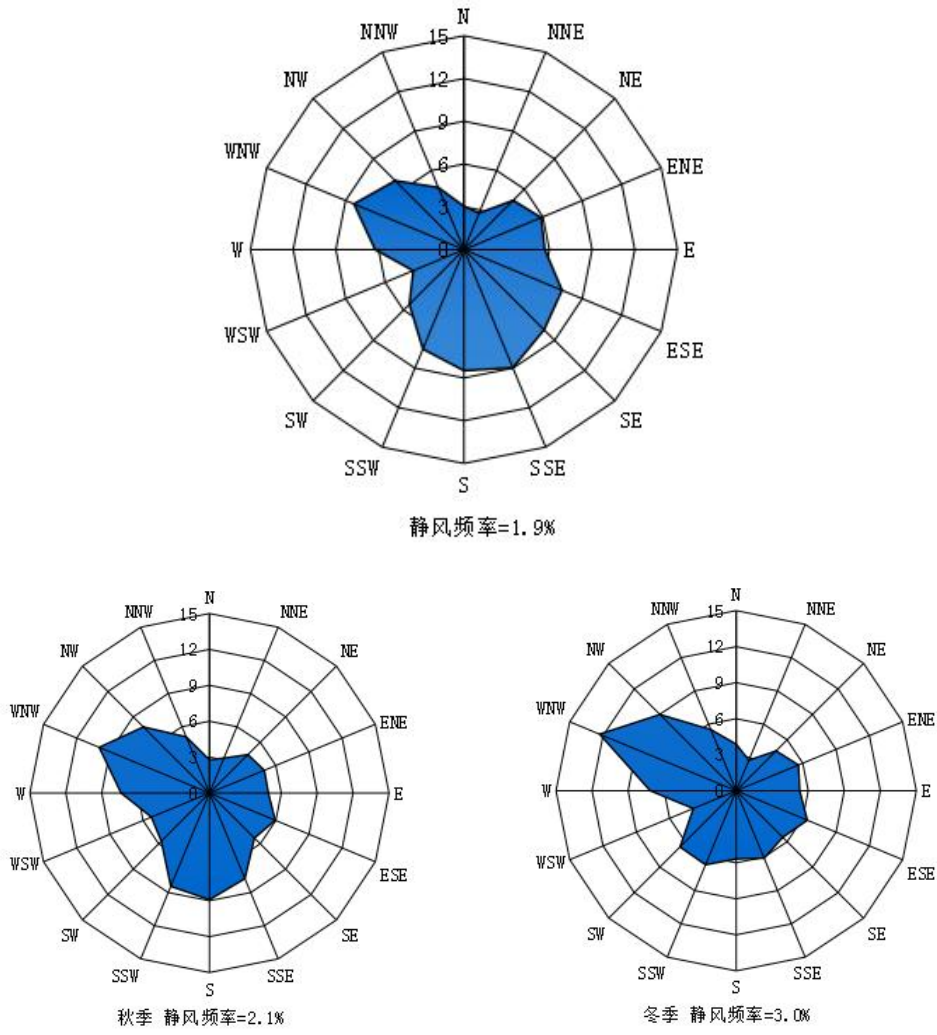 N
NNW 15 NNE
NW 12 NE
9
WNW 6 ENE
3
W 0 E
WSW ESE
SW SE
SSW SSE
S
静风频率=1.9%
N
NNW 15 NNE
NW 12 NE
9
WNW 6 ENE
3
W 0 E
WSW ESE
SW SE
SSW SSE
S
秋季 静风频率=2.1%
N
NNW 15 NNE
NW 12 NE
9
WNW 6 ENE
3
W 0 E
WSW ESE
SW SE
SSW SSE
S
冬季 静风频率=3.0%